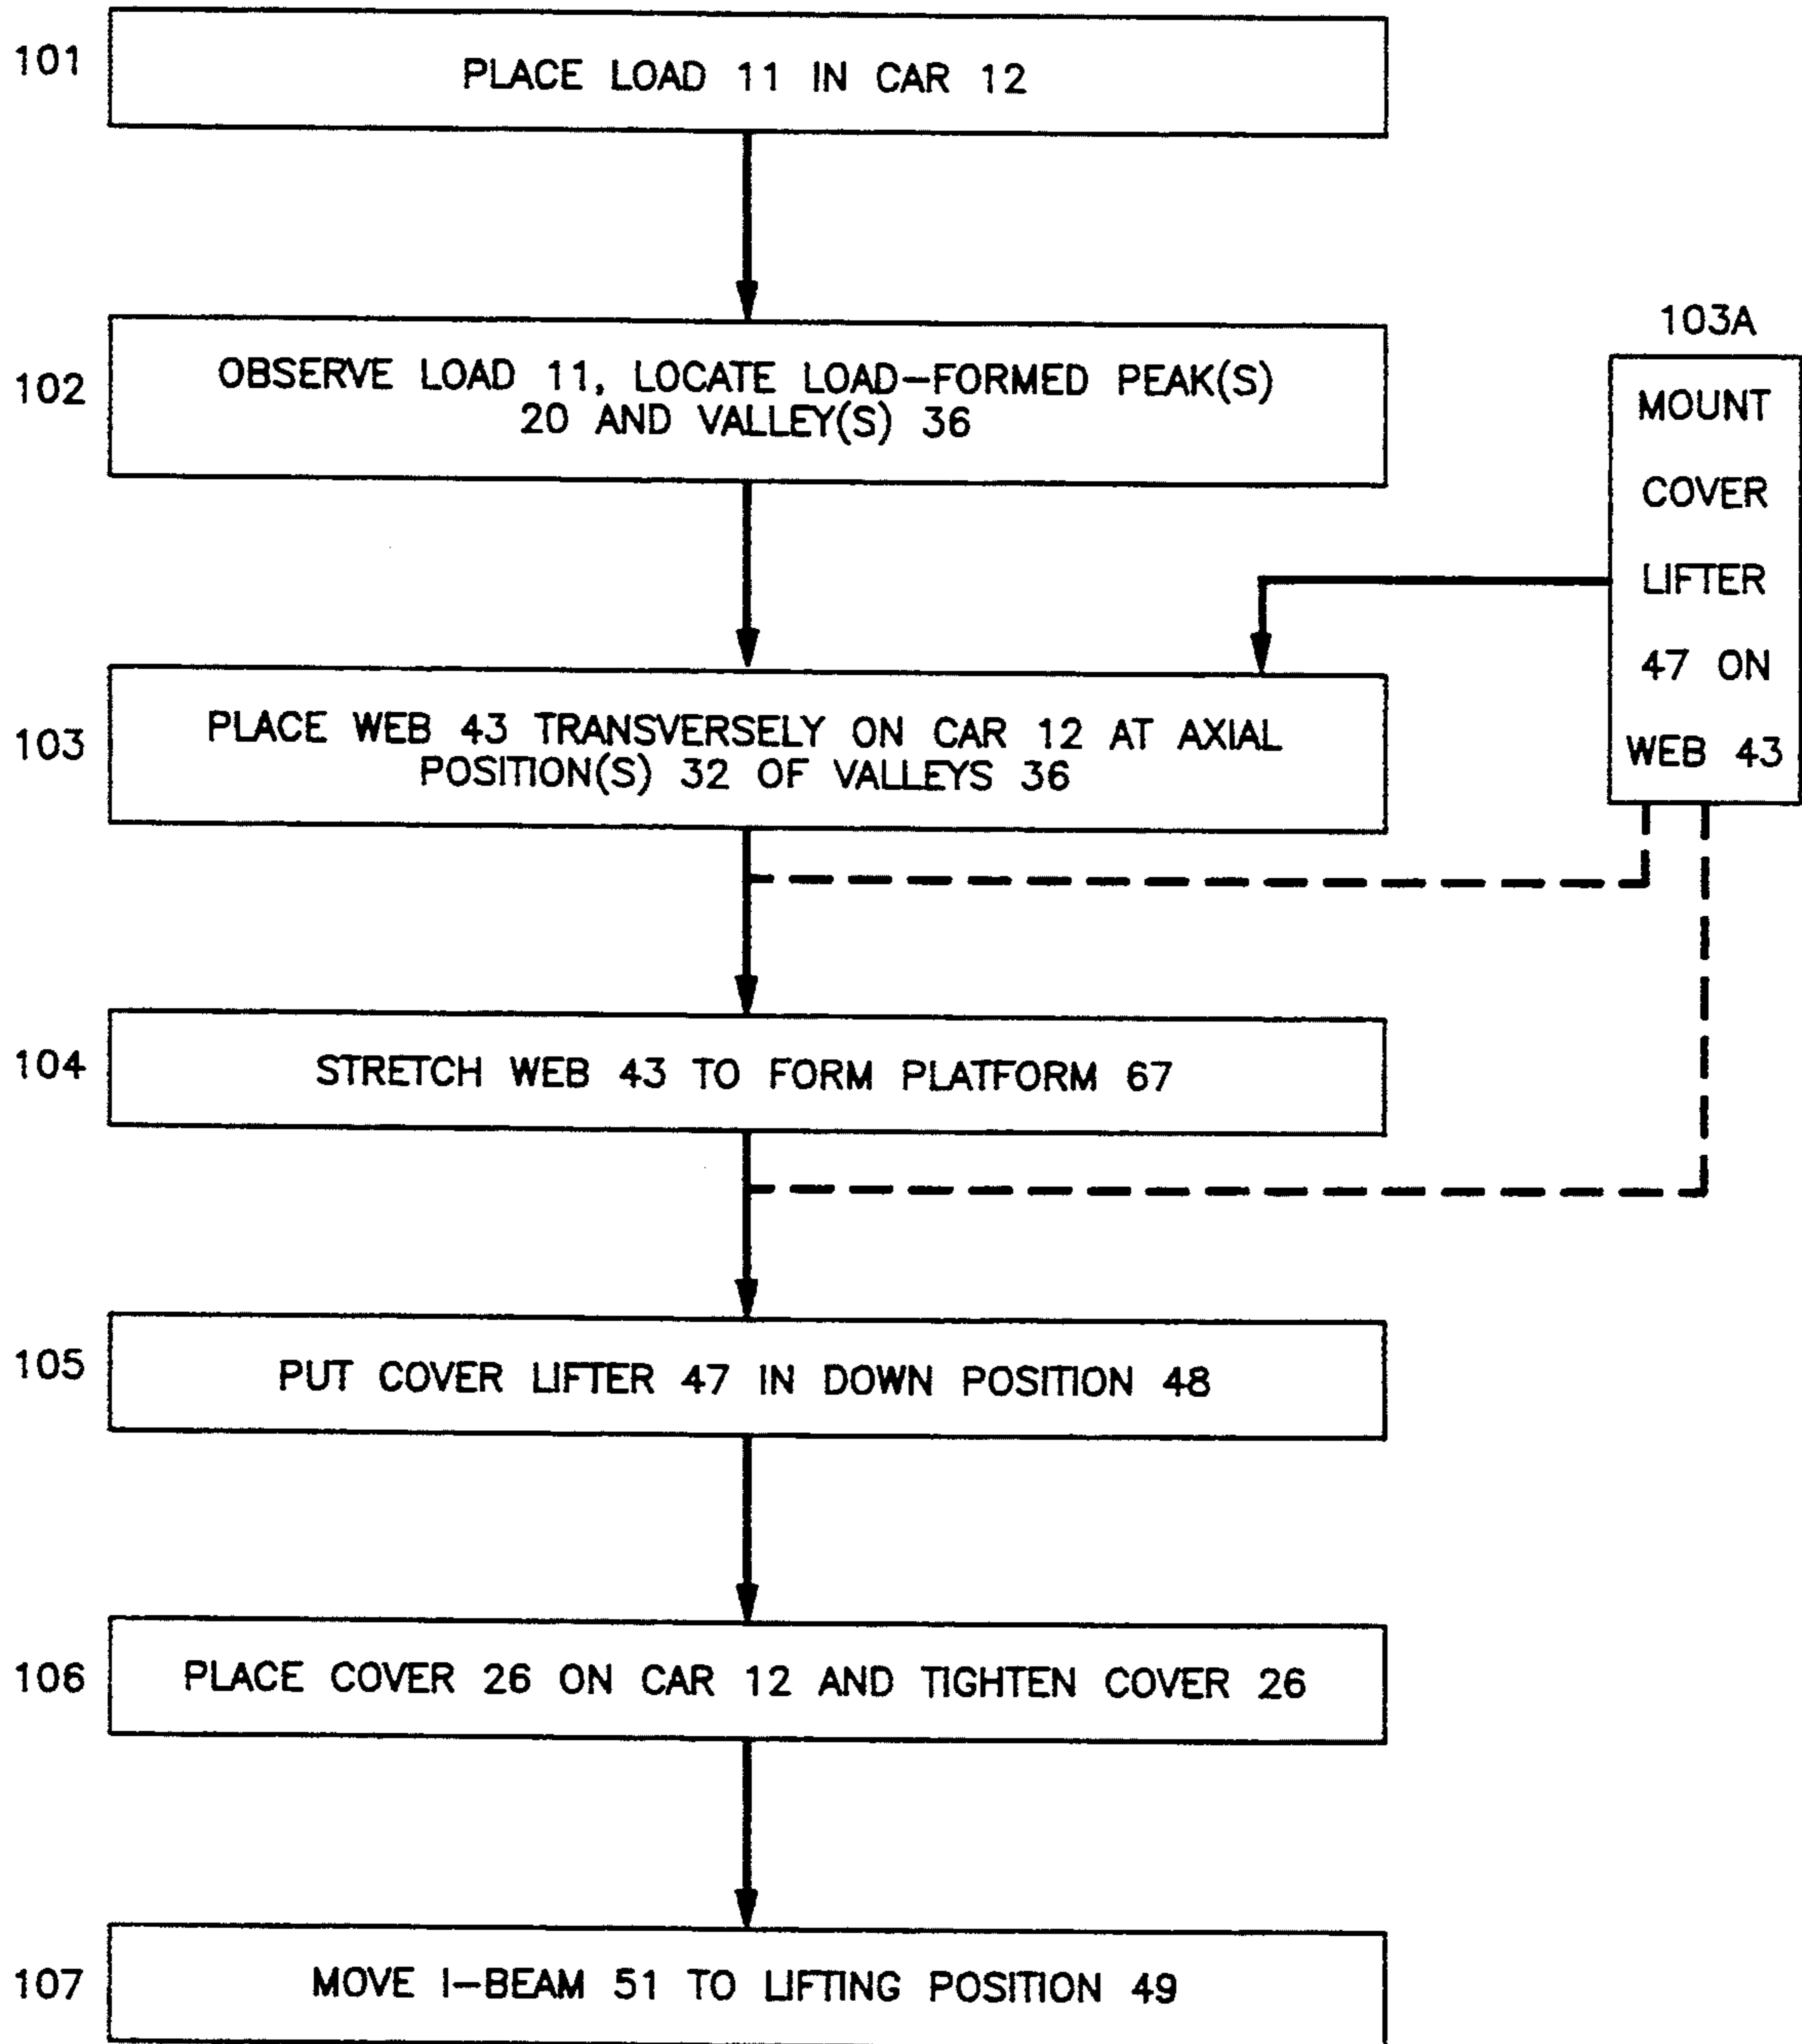 101
PLACE LOAD 11 IN CAR 12
102
OBSERVE LOAD 11, LOCATE LOAD-FORMED PEAK(S)
20 AND VALLEY(S) 36
103A
MOUNT
COVER
LIFTER
47 ON
WEB 43
103
PLACE WEB 43 TRANSVERSELY ON CAR 12 AT AXIAL
POSITION(S) 32 OF VALLEYS 36
104
STRETCH WEB 43 TO FORM PLATFORM 67
105
PUT COVER LIFTER 47 IN DOWN POSITION 48
106
PLACE COVER 26 ON CAR 12 AND TIGHTEN COVER 26
107
MOVE I-BEAM 51 TO LIFTING POSITION 49